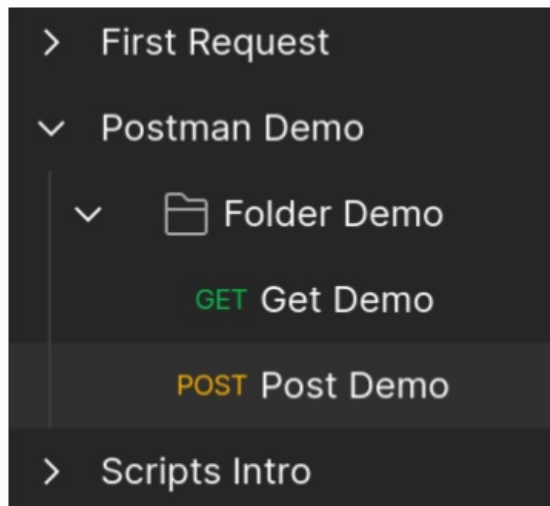 First Request
Postman Demo
Folder Demo
GET Get Demo
POST Post Demo
Scripts Intro